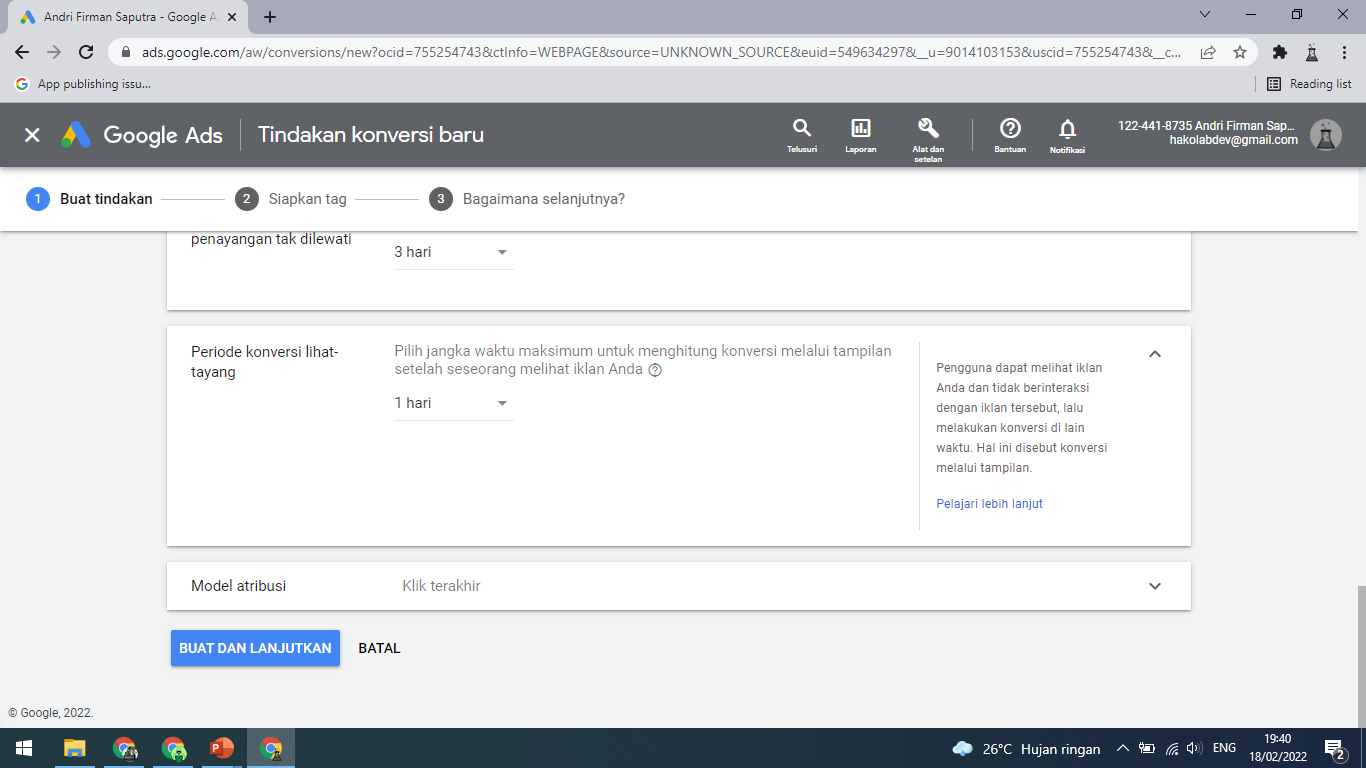 Andri Firman Saputra - Google A
ads.google.com/aw/conversions/new?ocid=755254743&ctInfo=WEBPAGE&source=UNKNOWN_SOURCE&euid=549634297&__u=9014103153&uscid=755254743&__c...
App publishing issu...
Reading list
Google Ads
Tindakan konversi baru
Telusuri
Laporan
Alat dan
setelan
Bantuan
Notifikasi
122-441-8735 Andri Firman Sap...
hakolabdev@gmail.com
1 Buat tindakan
2 Siapkan tag
3 Bagaimana selanjutnya?
penayangan tak dilewati
3 hari
Periode konversi lihat-
tayang
Pilih jangka waktu maksimum untuk menghitung konversi melalui tampilan
setelah seseorang melihat iklan Anda
1 hari
Pengguna dapat melihat iklan
Anda dan tidak berinteraksi
dengan iklan tersebut, lalu
melakukan konversi di lain
waktu. Hal ini disebut konversi
melalui tampilan.
Pelajari lebih lanjut
Model atribusi
Klik terakhir
BUAT DAN LANJUTKAN
BATAL
© Google, 2022.
26°C Hujan ringan
ENG
19:40
18/02/2022
2